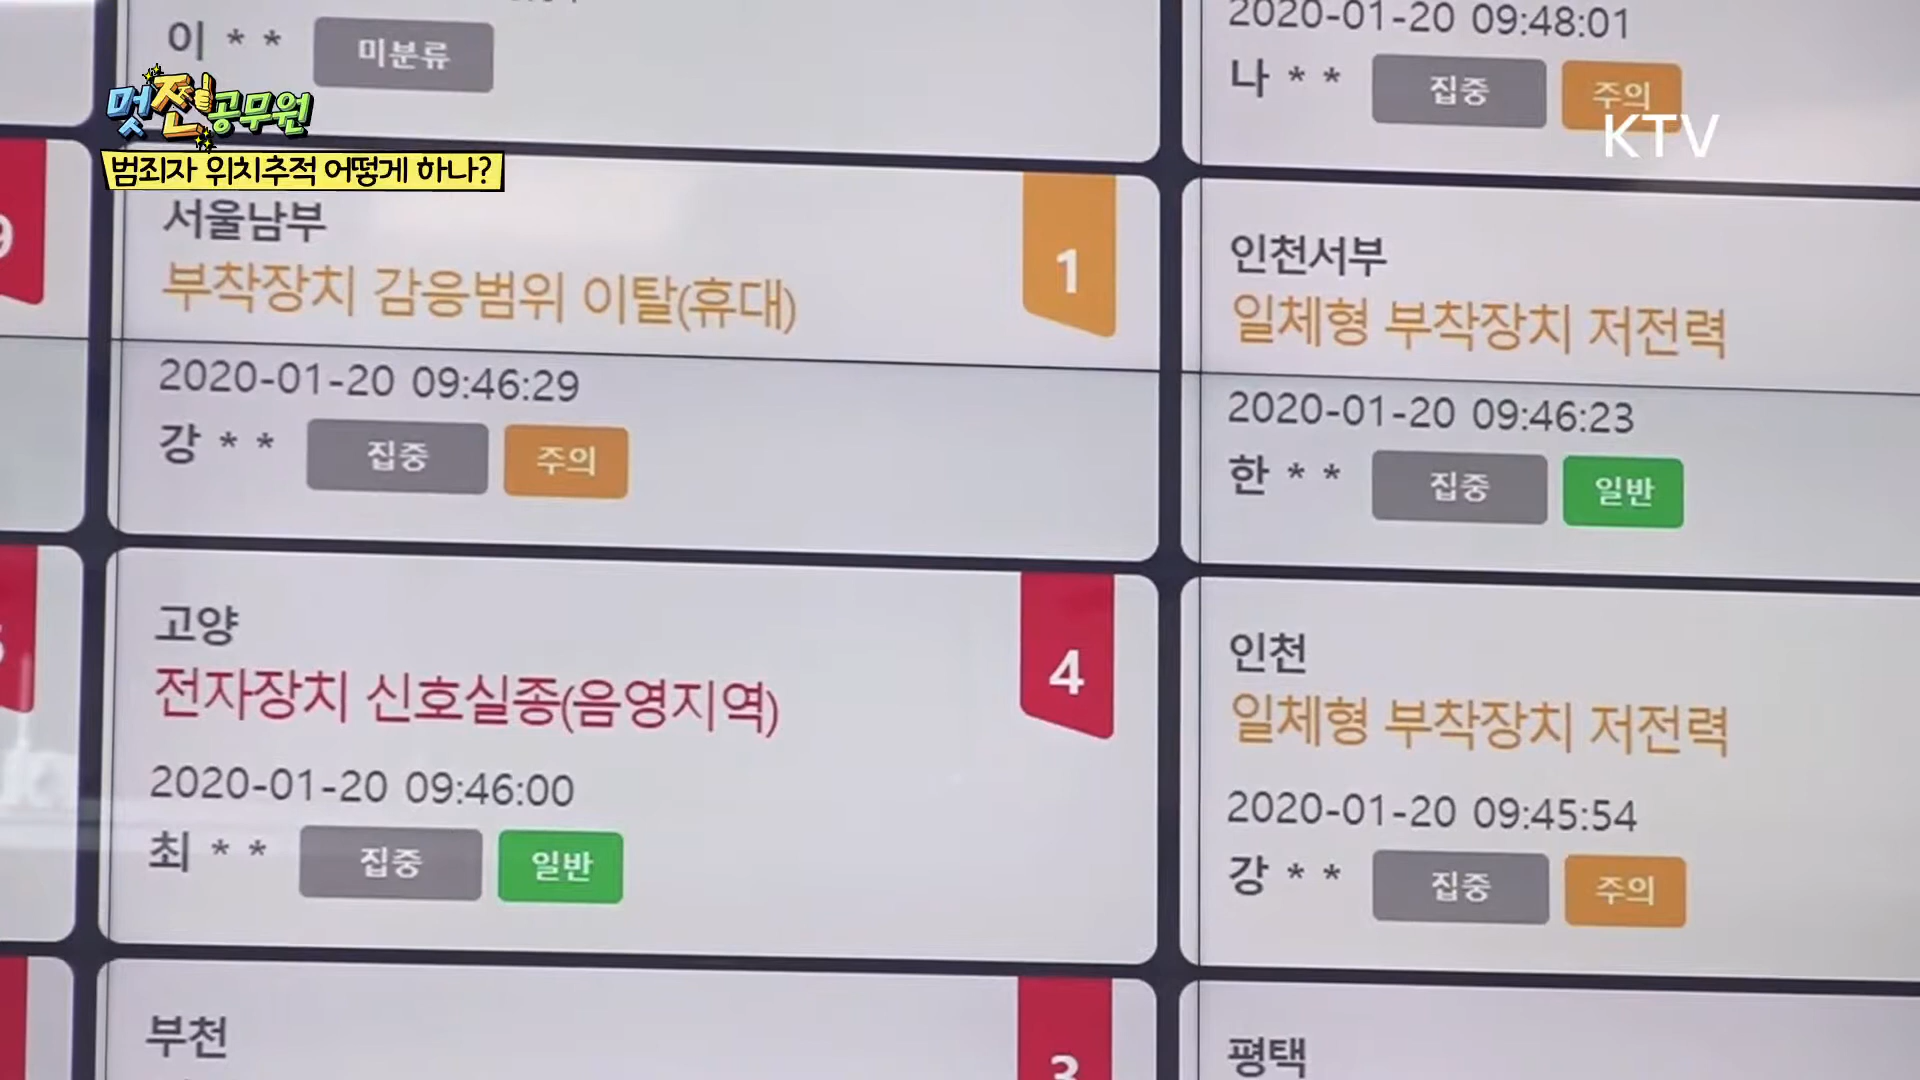 이 * *
미분류
2020-01-20 09:48:01
나 * *
집중
주의
KTV
멋찐공무원
범죄자 위치추적 어떻게 하나?
9
서울남부
1
부착장치 감응범위 이탈(휴대)
2020-01-20 09:46:29
강 * *
집중
주의
인천서부
일체형 부착장치 저전력
2020-01-20 09:46:23
한 * *
집중
일반
고양
4
전자장치 신호실종(음영지역)
2020-01-20 09:46:00
최 * *
집중
일반
인천
일체형 부착장치 저전력
2020-01-20 09:45:54
강 * *
집중
주의
부천
3
평택